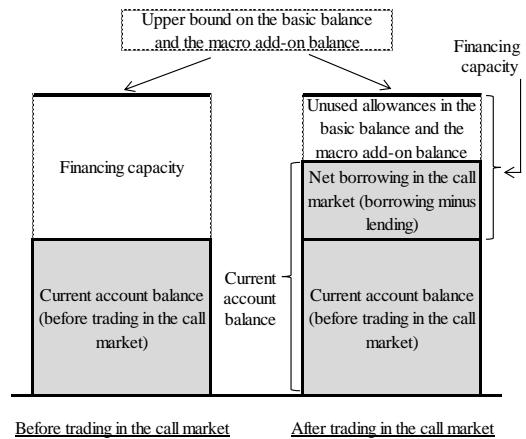 Upper bound on the basic balance
and the macro add-on balance
Financing
capacity
Financing capacity
Current account balance
(before trading in the call
market)
Unused allowances in the
basic balance and the
macro add-on balance
Net borrowing in the call
market (borrowing minus
lending)
Current
account
balance
Current account balance
(before trading in the call
market)
Before trading in the call market
After trading in the call market